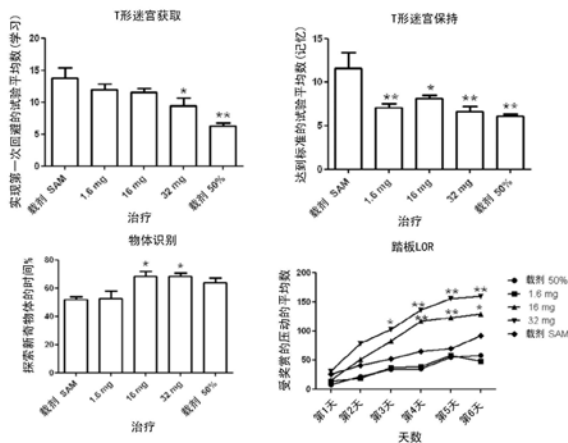 T形迷宫获取
实现第一次回避的试验平均数(学习)
20
15
10
5
0
*
**
载剂 SAM
1.6 mg
16 mg
32 mg
载剂 50%
治疗
T形迷宫保持
达到标准的试验平均数(记忆)
15
10
5
0
**
*
**
**
载剂 SAM
1.6 mg
16 mg
32 mg
载剂 50%
治疗
物体识别
探索新奇物体的时间%
80
60
40
20
0
*
*
载剂 SAM
1.6 mg
16 mg
32 mg
载剂 50%
治疗
踏板LOR
受奖赏的压动的平均数
200
150
100
50
0
*
**
**
**
**
**
*
第1天
第2天
第3天
第4天
第5天
第6天
天数
载剂 50%
1.6 mg
16 mg
32 mg
载剂 SAM